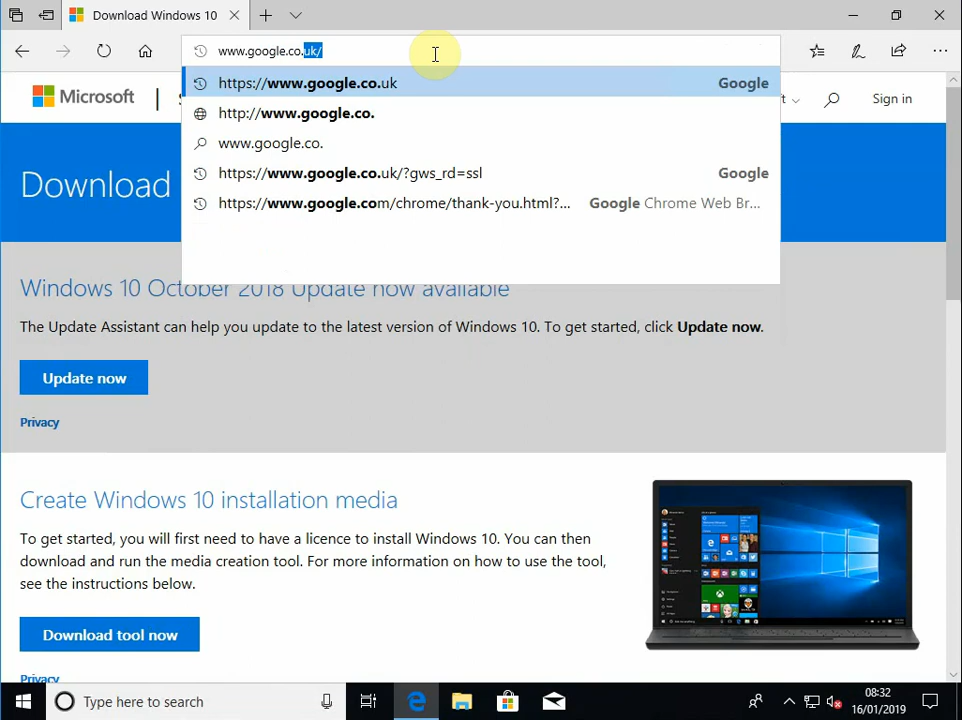 Download Windows 10
www.google.co.uk/
https://www.google.co.uk Google
http://www.google.co.
www.google.co.
https://www.google.co.uk/?gws_rd=ssl Google
https://www.google.com/chrome/thank-you.html?... Google Chrome Web Br...
Microsoft
Sign in
Download
Windows 10 October 2018 Update now available
The Update Assistant can help you update to the latest version of Windows 10. To get started, click Update now.
Update now
Privacy
Create Windows 10 installation media
To get started, you will first need to have a licence to install Windows 10. You can then
download and run the media creation tool. For more information on how to use the tool,
see the instructions below.
Download tool now
Privacy
Type here to search
08:32
16/01/2019